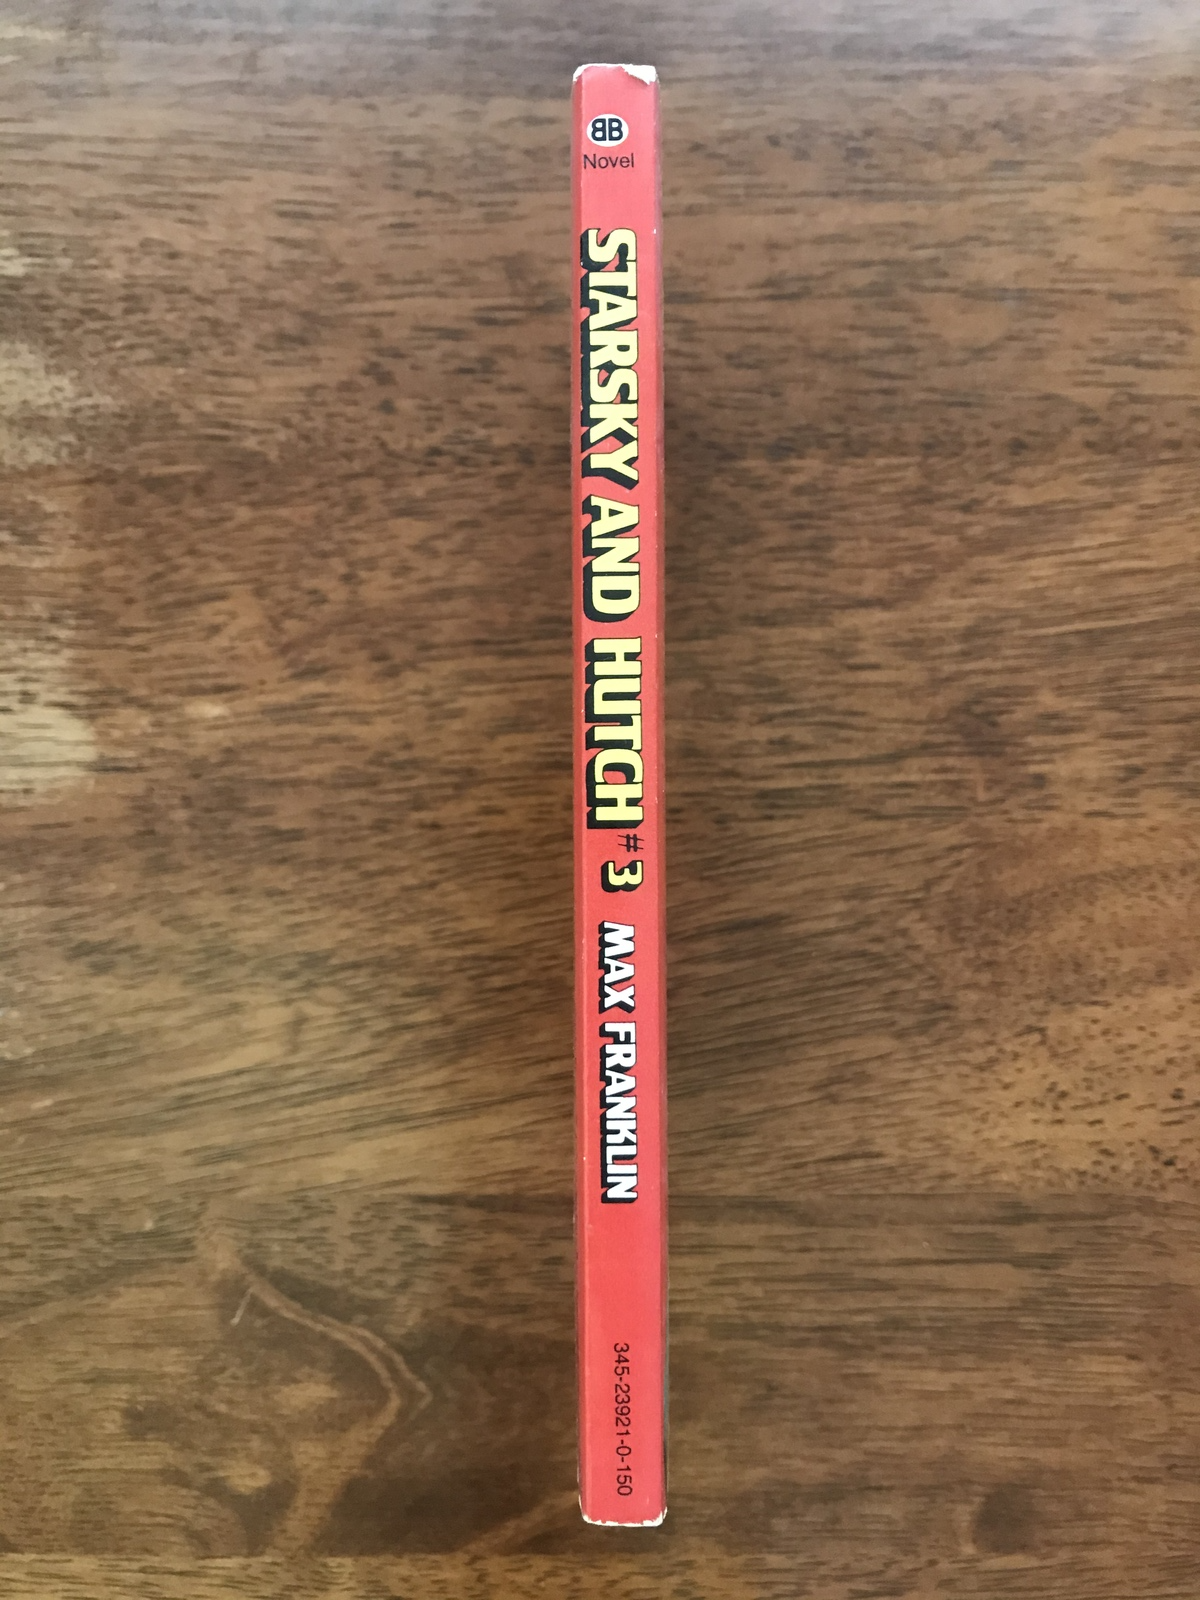 BB
Novel
STARSKY AND HUTCH #3 MAX FRANKLIN
345-23921-0-150